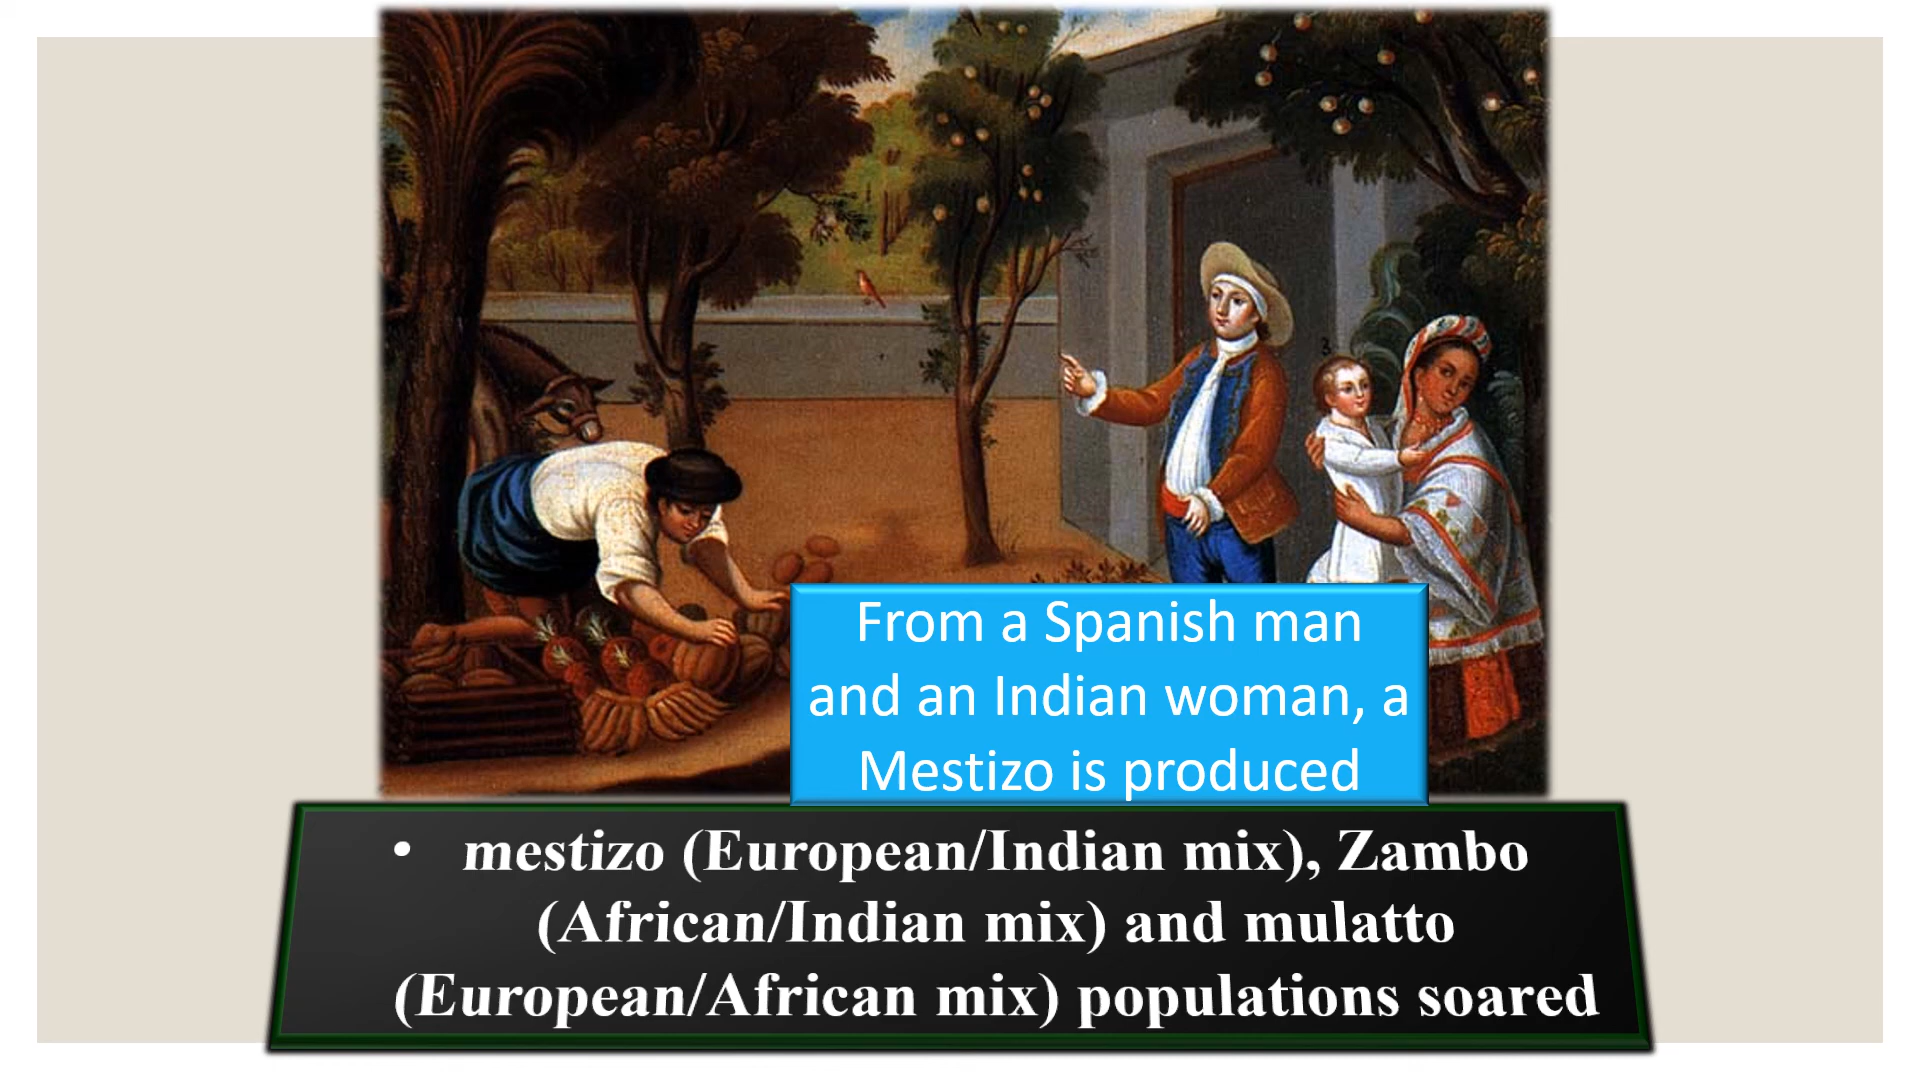 3.
From a Spanish man
and an Indian woman, a
Mestizo is produced
• mestizo (European/Indian mix), Zambo
(African/Indian mix) and mulatto
(European/African mix) populations soared